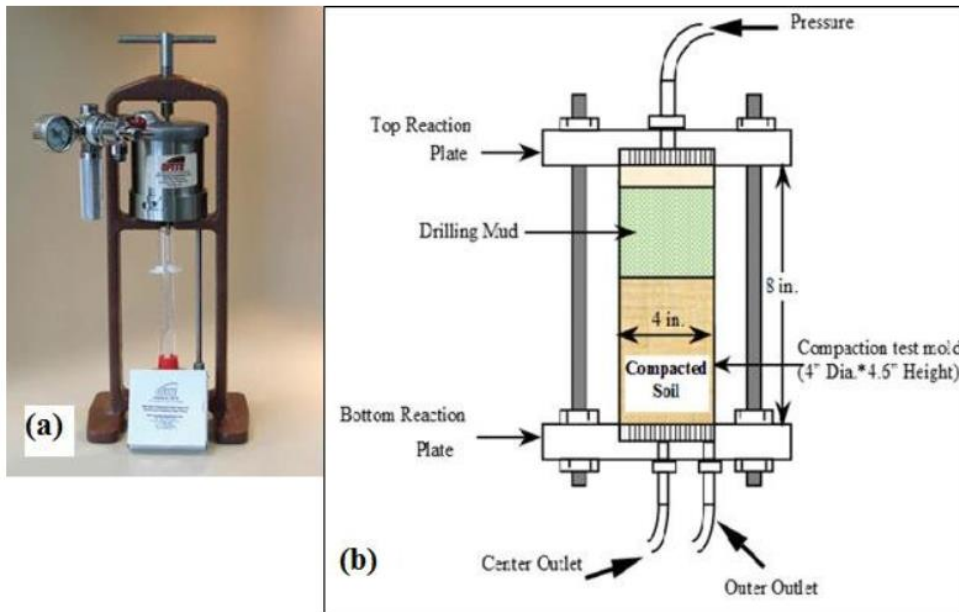 (a)
Pressure
Top Reaction
Plate
Drilling Mud
8 in.
4 in.
Compaction test mold
(4" Dia.*4.6" Height)
Compacted
Soil
Bottom Reaction
Plate
(b)
Center Outlet
Outer Outlet